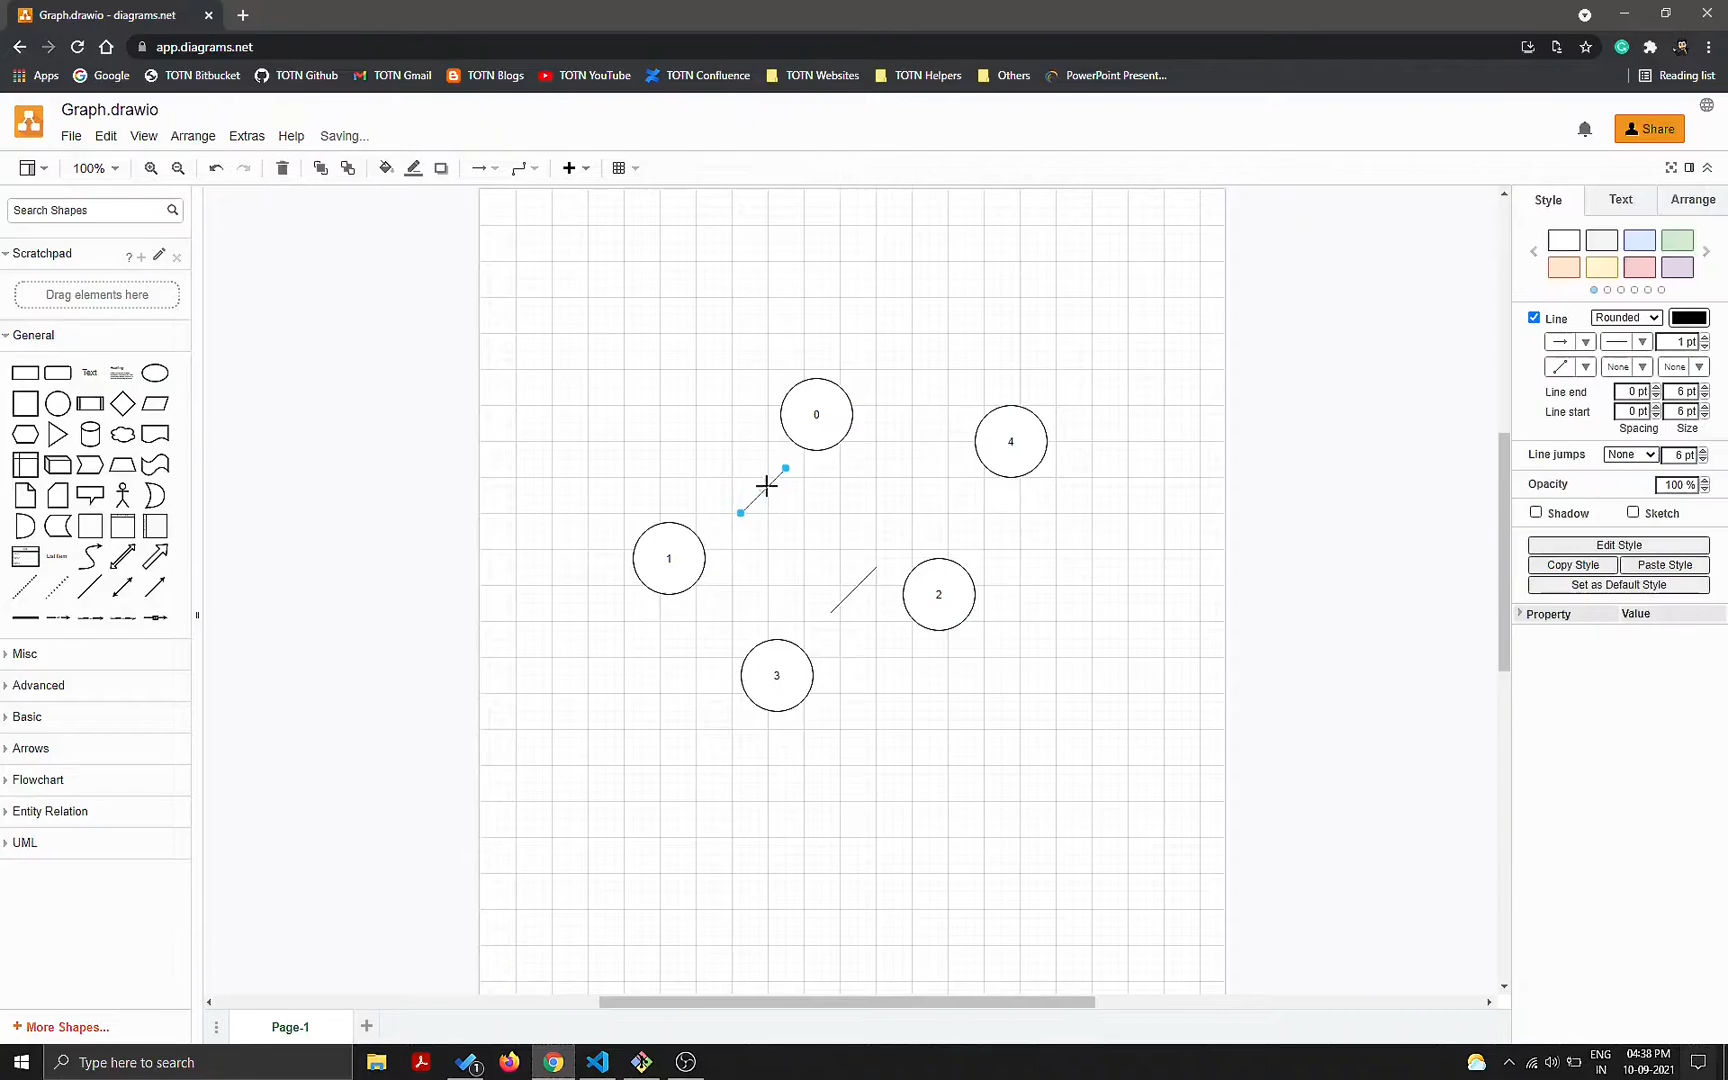 Graph.drawio - diagrams.net
app.diagrams.net
Apps Google TOTN Bitbucket TOTN Github TOTN Gmail TOTN Blogs TOTN YouTube TOTN Confluence TOTN Websites TOTN Helpers Others PowerPoint Present... Reading list
Graph.drawio
File Edit View Arrange Extras Help Saving...
Share
100%
Search Shapes
Scratchpad
?
Drag elements here
General
Text Heading
List Item
Misc
Advanced
Basic
Arrows
Flowchart
Entity Relation
UML
+ More Shapes...
0
4
1
2
3
Style Text Arrange
Line Rounded
1 pt
None None
Line end 0 pt 6 pt
Line start 0 pt 6 pt
Spacing Size
Line jumps None 6 pt
Opacity 100 %
Shadow Sketch
Edit Style
Copy Style Paste Style
Set as Default Style
Property Value
Page-1
Type here to search
1
ENG
IN
04:38 PM
10-09-2021